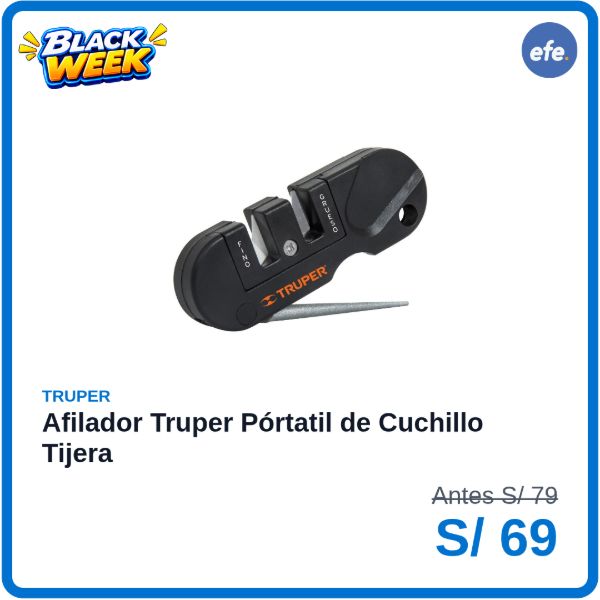 BLACK
WEEK
efe.
FINO
GRUESO
TRUPER
TRUPER
Afilador Truper Pórtatil de Cuchillo
Tijera
Antes S/ 79
S/ 69